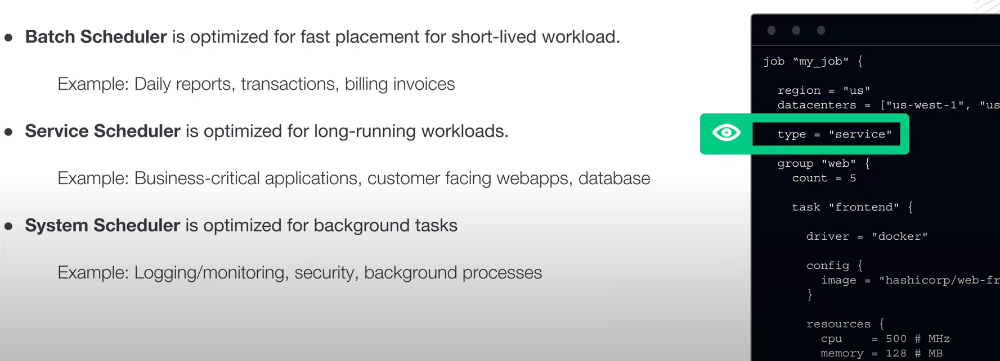 ● Batch Scheduler is optimized for fast placement for short-lived workload.
Example: Daily reports, transactions, billing invoices
● Service Scheduler is optimized for long-running workloads.
Example: Business-critical applications, customer facing webapps, database
● System Scheduler is optimized for background tasks
Example: Logging/monitoring, security, background processes
job “my_job" {
region = "us"
datacenters = ["us-west-1", "us
type = "service"
group "web" {
count = 5
task "frontend" {
driver = "docker"
config {
image = "hashicorp/web-fr
}
resources {
cpu = 500 # MHz
memory = 128 # MB